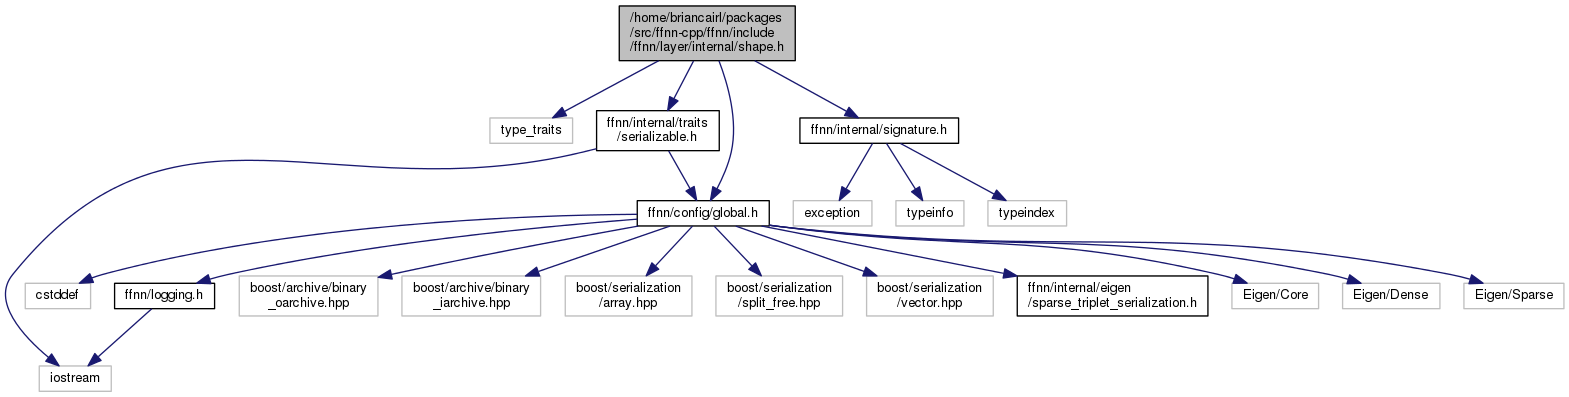 /home/briancairl/packages
/src/ffnn-cpp/ffnn/include
/ffnn/layer/internal/shape.h
type_traits
ffnn/internal/traits
/serializable.h
ffnn/internal/signature.h
ffnn/config/global.h
exception
typeinfo
typeindex
cstddef
ffnn/logging.h
boost/archive/binary
_oarchive.hpp
boost/archive/binary
_iarchive.hpp
boost/serialization
/array.hpp
boost/serialization
/split_free.hpp
boost/serialization
/vector.hpp
ffnn/internal/eigen
/sparse_triplet_serialization.h
Eigen/Core
Eigen/Dense
Eigen/Sparse
iostream